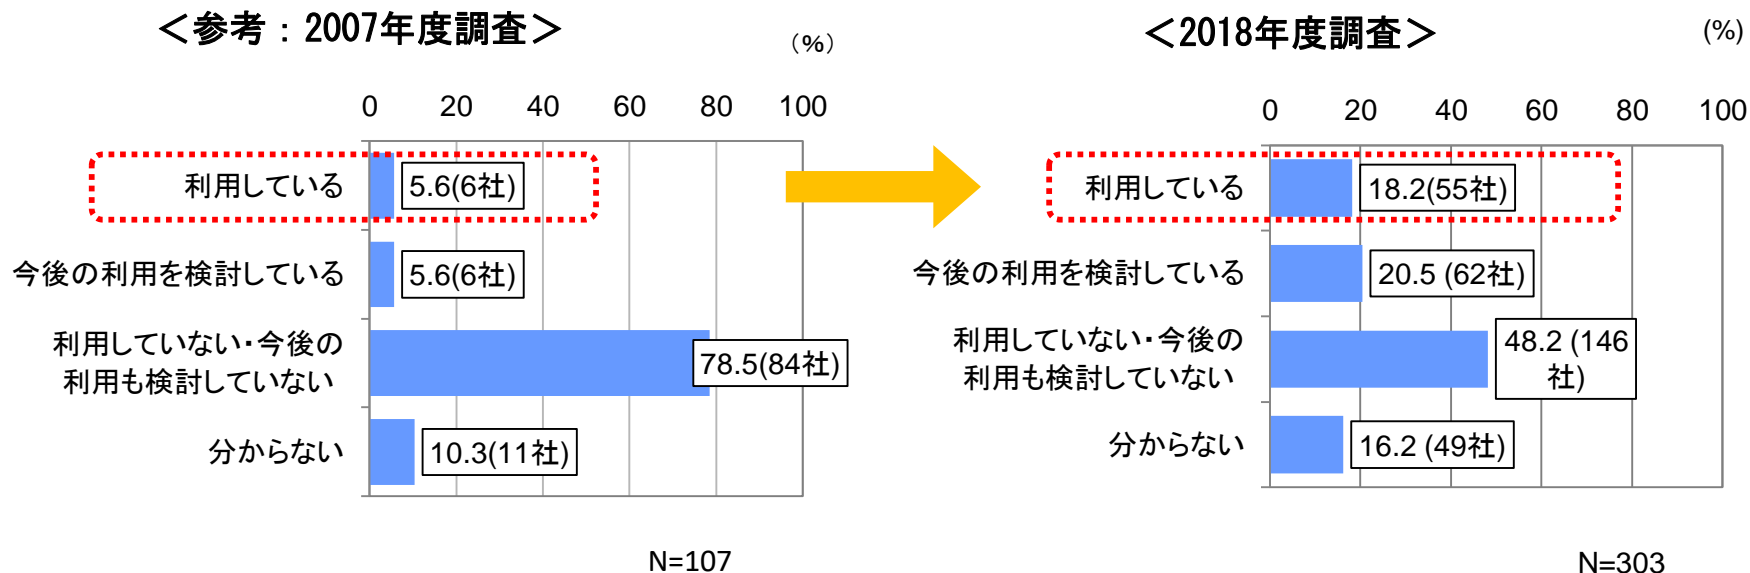 ＜参考：2007年度調査＞
（%）
0 20 40 60 80 100
利用している
5.6(6社)
今後の利用を検討している
5.6(6社)
利用していない・今後の
利用も検討していない
78.5(84社)
分からない
10.3(11社)
N=107
＜2018年度調査＞
(%)
0 20 40 60 80 100
利用している
18.2(55社)
今後の利用を検討している
20.5 (62社)
利用していない・今後の
利用も検討していない
48.2 (146
社)
分からない
16.2 (49社)
N=303